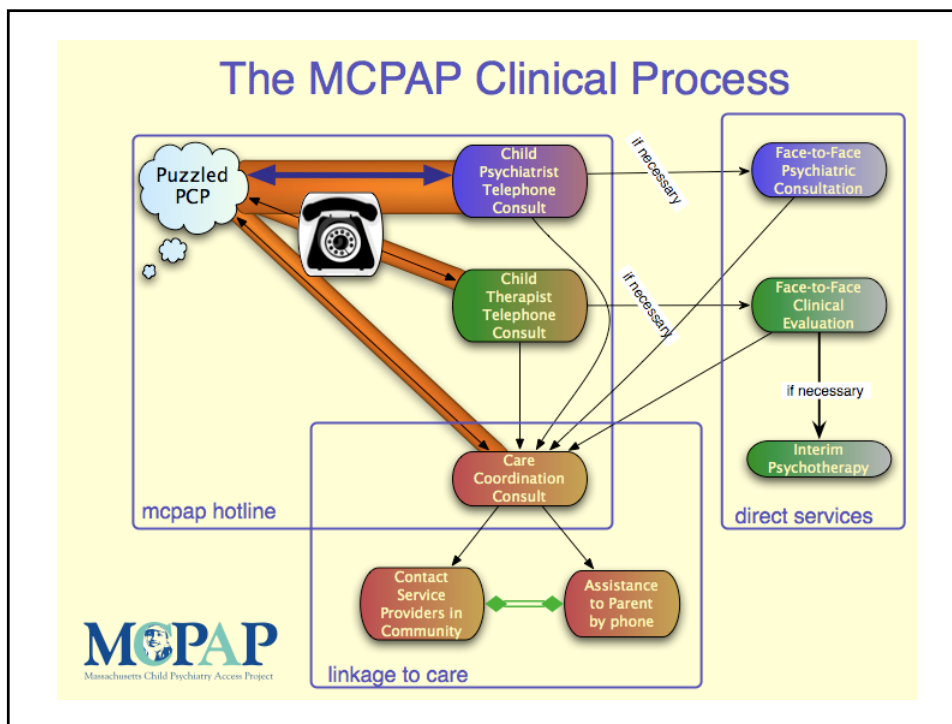 The MCPAP Clinical Process
Puzzled
PCP
Child
Psychiatrist
Telephone
Consult
if necessary
Face-to-Face
Psychiatric
Consultation
Child
Therapist
Telephone
Consult
if necessary
Face-to-Face
Clinical
Evaluation
if necessary
Interim
Psychotherapy
Care
Coordination
Consult
mcpap hotline
direct services
Contact
Service
Providers in
Community
Assistance
to Parent
by phone
linkage to care
MCPAP
Massachusetts Child Psychiatry Access Project